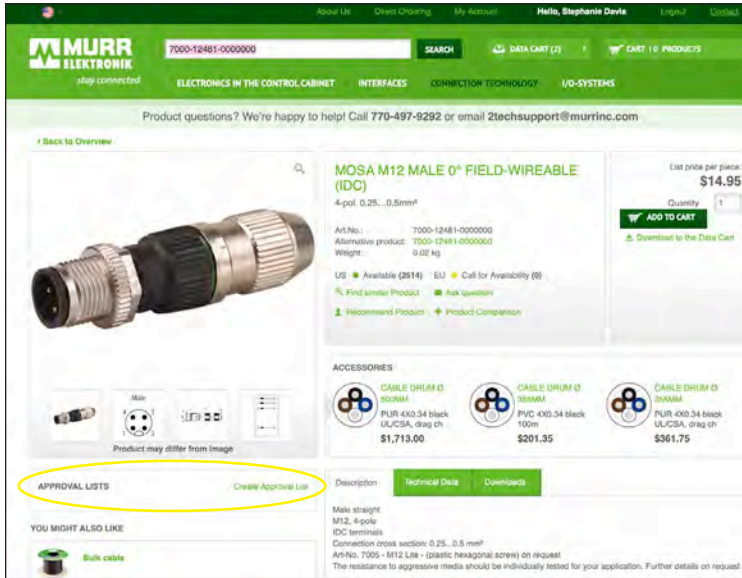 About Us Direct Ordering My Account Hello, Stephanie Davis Logout Contact
MURR
ELEKTRONIK
stay connected
7000-12481-0000000
SEARCH
DATA CART (2)
CART | 0 PRODUCTS
ELECTRONICS IN THE CONTROL CABINET INTERFACES CONNECTION TECHNOLOGY I/O-SYSTEMS
Product questions? We're happy to help! Call 770-497-9292 or email 2techsupport@murrinc.com
Back to Overview
MOSA M12 MALE 0° FIELD-WIREABLE
(IDC)
4-pol. 0.25...0.5mm²
Art.No.: 7000-12481-0000000
Alternative product: 7000-12481-0000000
Weight: 0.02 kg
US Available (2514) EU Call for Availability (0)
Find similar Product Ask question
Recommend Product Product Comparison
List price per piece:
$14.95
Quantity 1
ADD TO CART
Download to the Data Cart
Male
Product may differ from image
ACCESSORIES
CABLE DRUM Ø
500MM
PUR 4X0.34 black
UL/CSA, drag ch
$1,713.00
CABLE DRUM Ø
PVC 4X0.34 black
100m
$201.35
CABLE DRUM Ø
PUR 4X0.34 black
UL/CSA, drag ch
$361.75
APPROVAL LISTS Create Approval List
YOU MIGHT ALSO LIKE
Bulk cable
Description Technical Data Downloads
Male straight
M12, 4-pole
IDC terminals
Connection cross section: 0.25...0.5 mm²
Art-No. 7005 - M12 Lite - (plastic hexagonal screw) on request
The resistance to aggressive media should be individually tested for your application. Further details on request